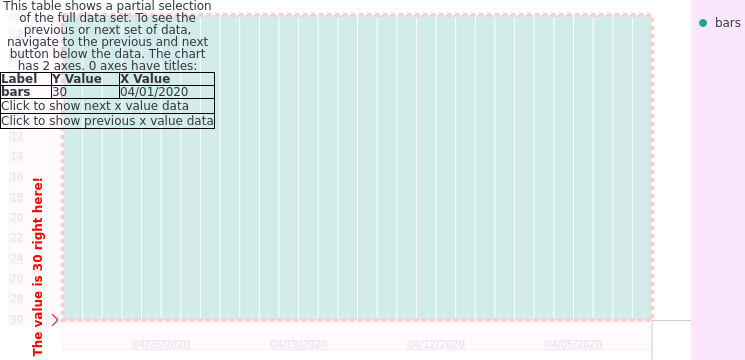 This table shows a partial selection
of the full data set. To see the
previous or next set of data,
navigate to the previous and next
button below the data. The chart
has 2 axes. 0 axes have titles:
Label Y Value X Value
bars 30 04/01/2020
Click to show next x value data
Click to show previous x value data
bars
12
14
16
18
20
22
24
26
28
30
The value is 30 right here!
04/26/2020 04/19/2020 04/12/2020 04/05/2020